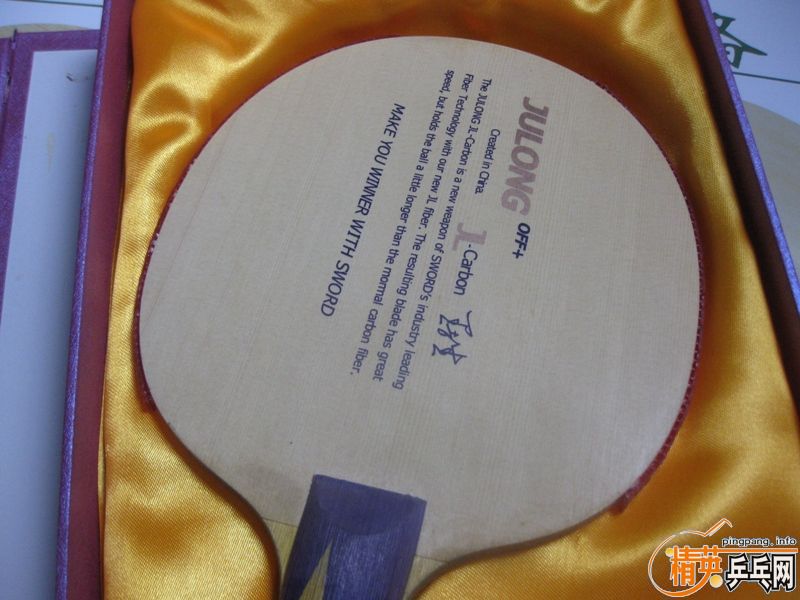 JULONG OFF+
Created in China. JL-Carbon
The JULONG JL-Carbon is a new weapon of SWORD's industry leading
Fiber Technology with our new JL fiber. The resulting blade has great
speed, but holds the ball a little longer than the mormal carbon fiber.
MAKE YOU WINNER WITH SWORD
pingpang.info
精英乒乓网